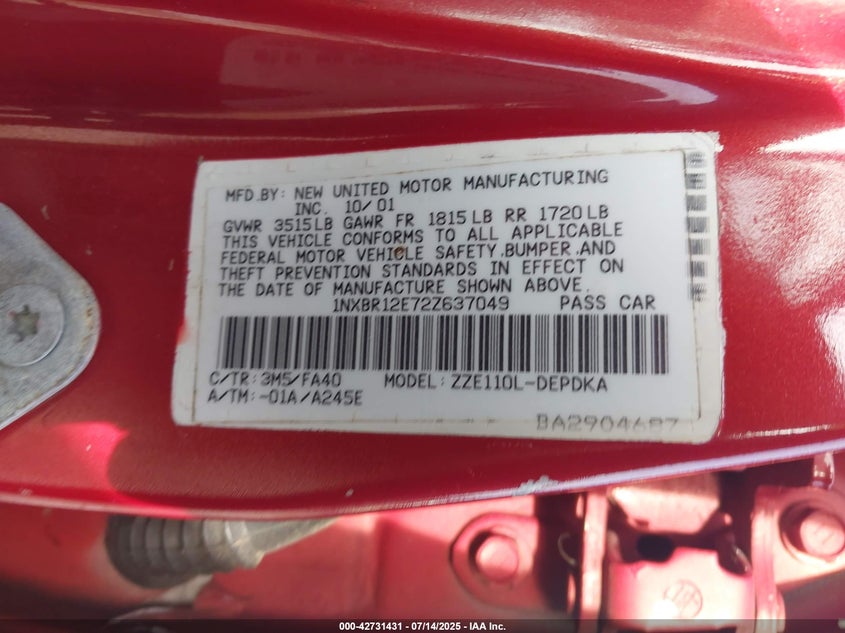 MFD.BY: NEW UNITED MOTOR MANUFACTURING
INC. 10/01
GVWR 3515LB GAWR FR 1815LB RR 1720LB
THIS VEHICLE CONFORMS TO ALL APPLICABLE
FEDERAL MOTOR VEHICLE SAFETY,BUMPER,AND
THEFT PREVENTION STANDARDS IN EFFECT ON
THE DATE OF MANUFACTURE SHOWN ABOVE.
1NXBR12E72Z637049 PASS CAR
C/TR:3M5/FA40 MODEL:ZZE110L-DEPDKA
A/TM:-01A/A245E
BA2904687
000-42731431 - 07/14/2025 - IAA Inc.